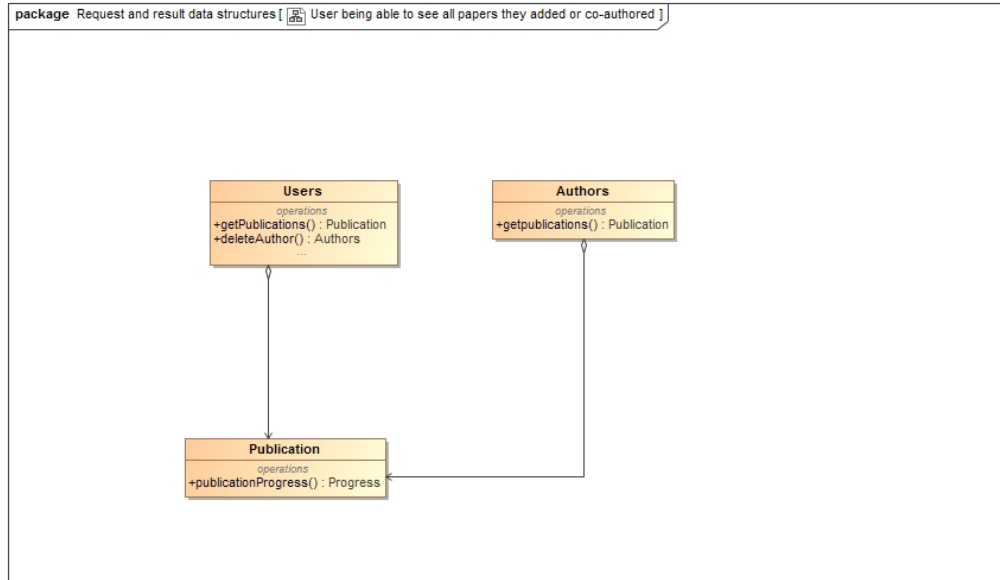 package Request and result data structures [ User being able to see all papers they added or co-authored ]
Users
operations
+getPublications() : Publication
+deleteAuthor() : Authors
...
Authors
operations
+getpublications() : Publication
Publication
operations
+publicationProgress() : Progress